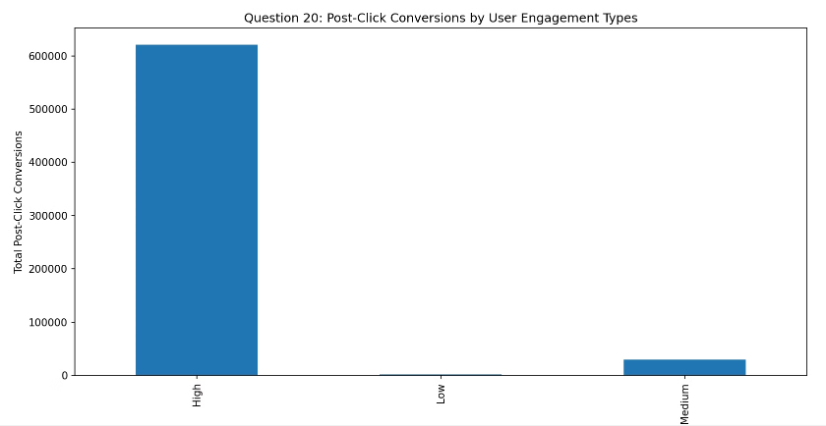 Question 20: Post-Click Conversions by User Engagement Types
Total Post-Click Conversions
600000
500000
400000
300000
200000
100000
0
High
Low
Medium